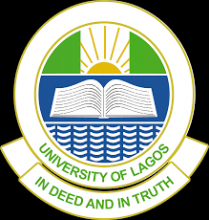 UNIVERSITY OF LAGOS
IN DEED AND IN TRUTH